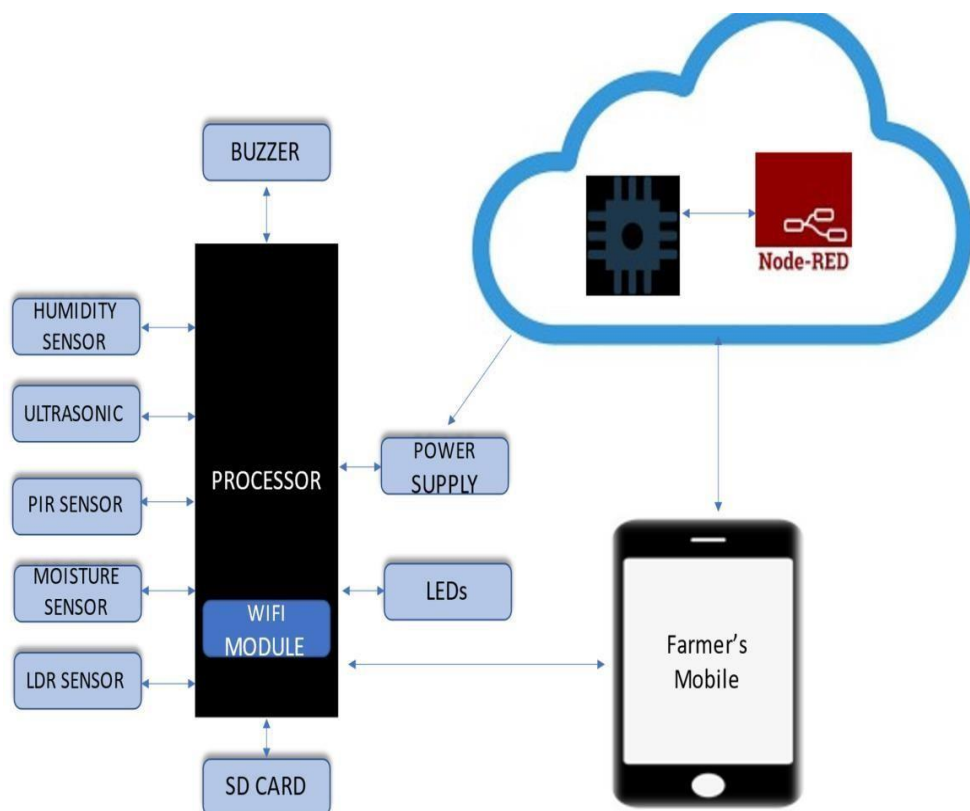 BUZZER
Node-RED
HUMIDITY
SENSOR
ULTRASONIC
PIR SENSOR
MOISTURE
SENSOR
LDR SENSOR
PROCESSOR
WIFI
MODULE
POWER
SUPPLY
LEDs
SD CARD
Farmer's
Mobile